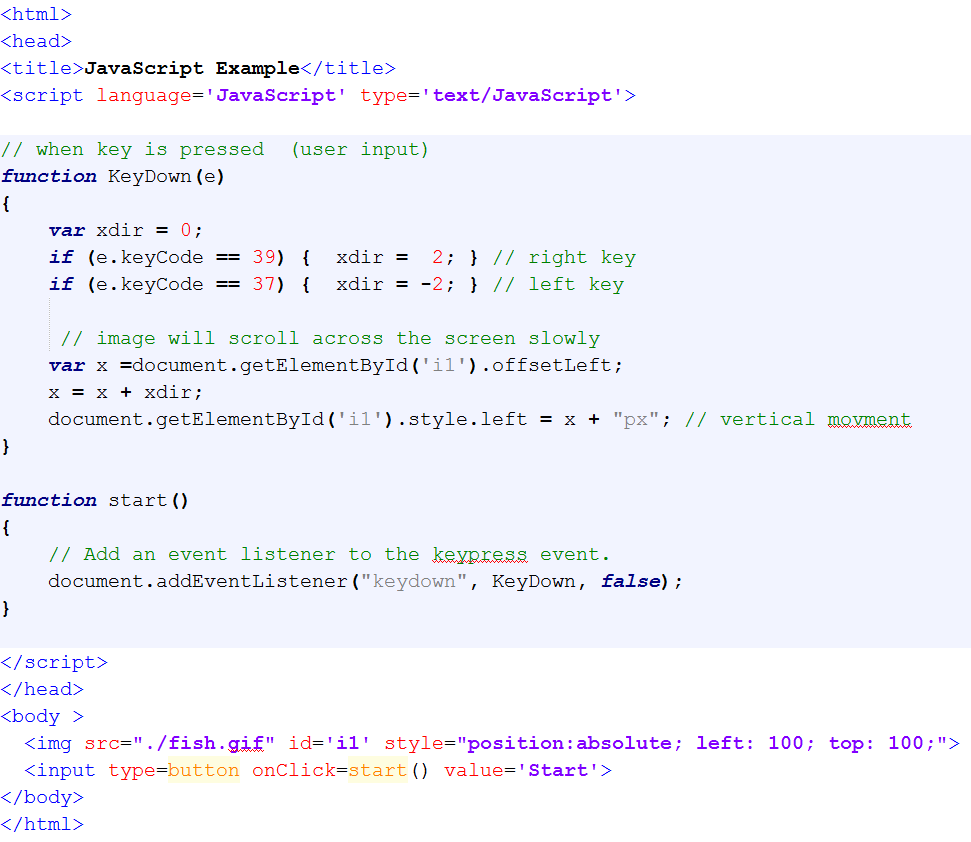 <html>
<head>
<title>JavaScript Example</title>
<script language='JavaScript' type='text/JavaScript'>
// when key is pressed  (user input)
function KeyDown(e)
{
    var xdir = 0;
    if (e.keyCode == 39) {  xdir =  2; } // right key
    if (e.keyCode == 37) {  xdir = -2; } // left key
     // image will scroll across the screen slowly
    var x =document.getElementById('i1').offsetLeft;
    x = x + xdir;
    document.getElementById('i1').style.left = x + "px"; // vertical movment
}
function start()
{
    // Add an event listener to the keypress event.
    document.addEventListener("keydown", KeyDown, false);
}
</script>
</head>
<body >
  <img src="./fish.gif" id='i1' style="position:absolute; left: 100; top: 100;">
  <input type=button onClick=start() value='Start'>
</body>
</html>